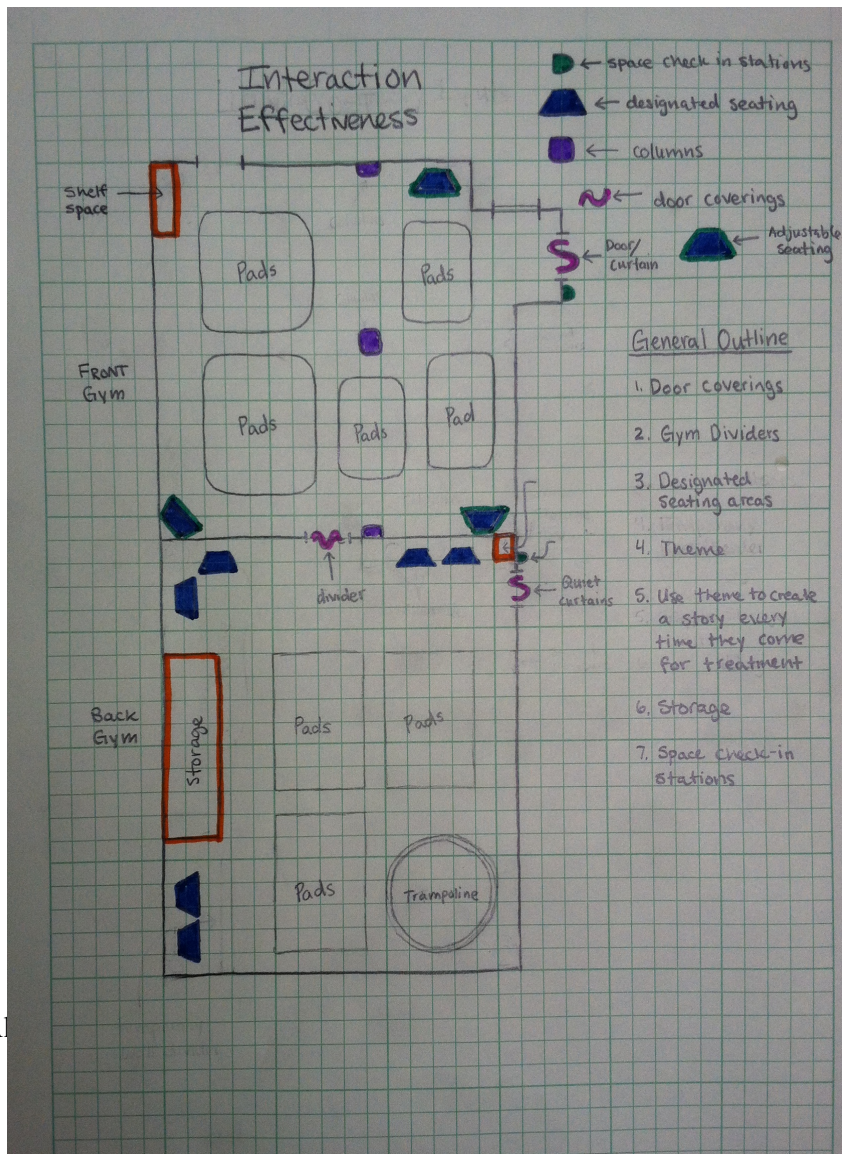 Interaction
Effectiveness
← space check in stations
← designated seating
← columns
← door coverings
Adjustable
seating
Shelf
space
Door/
curtain
Pads
Pads
FRONT
Gym
Pads
Pads
Pad
General Outline
1. Door coverings
2. Gym Dividers
3. Designated
seating areas
4. Theme
5. Use theme to create
a story every
time they come
for treatment
6. Storage
7. Space check-in
stations
divider
Quiet
curtains
Back
Gym
Storage
Pads
Pads
Pads
Trampoline